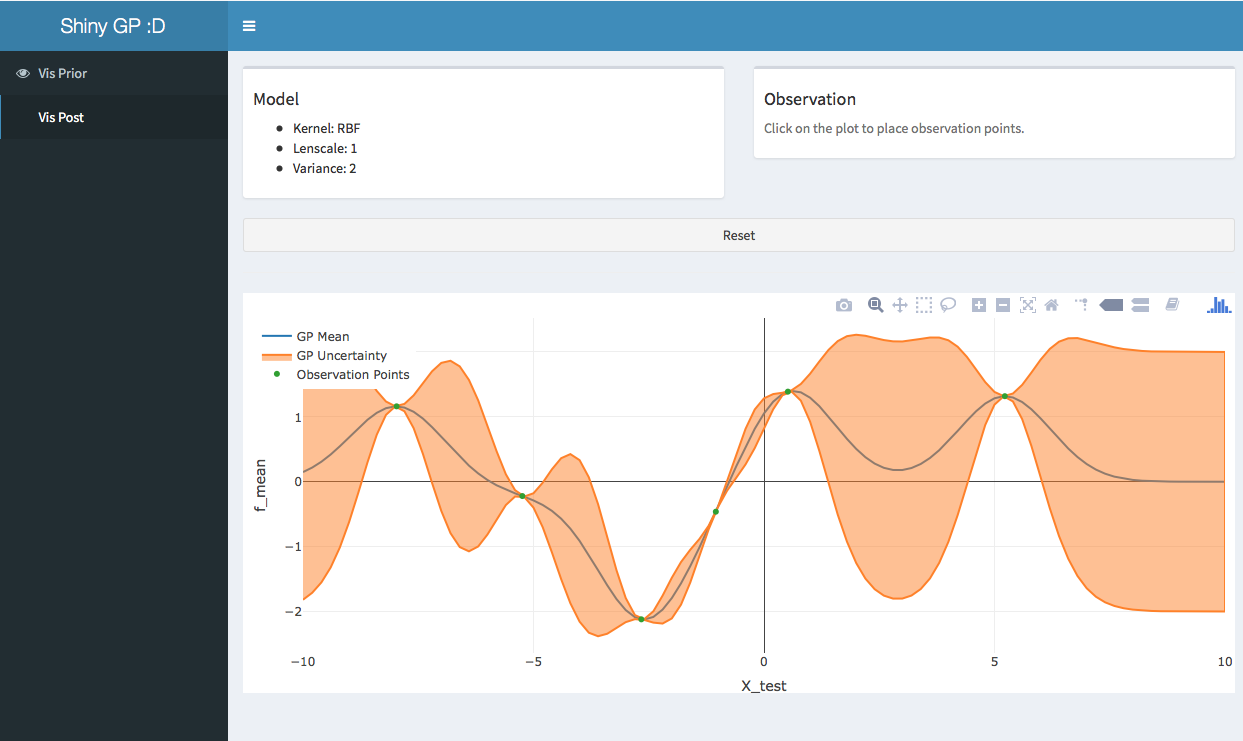 Shiny GP :D
Vis Prior
Vis Post
Model
Kernel: RBF
Lenscale: 1
Variance: 2
Observation
Click on the plot to place observation points.
Reset
GP Mean
GP Uncertainty
Observation Points
1
0
−1
−2
f_mean
−10
−5
0
5
10
X_test